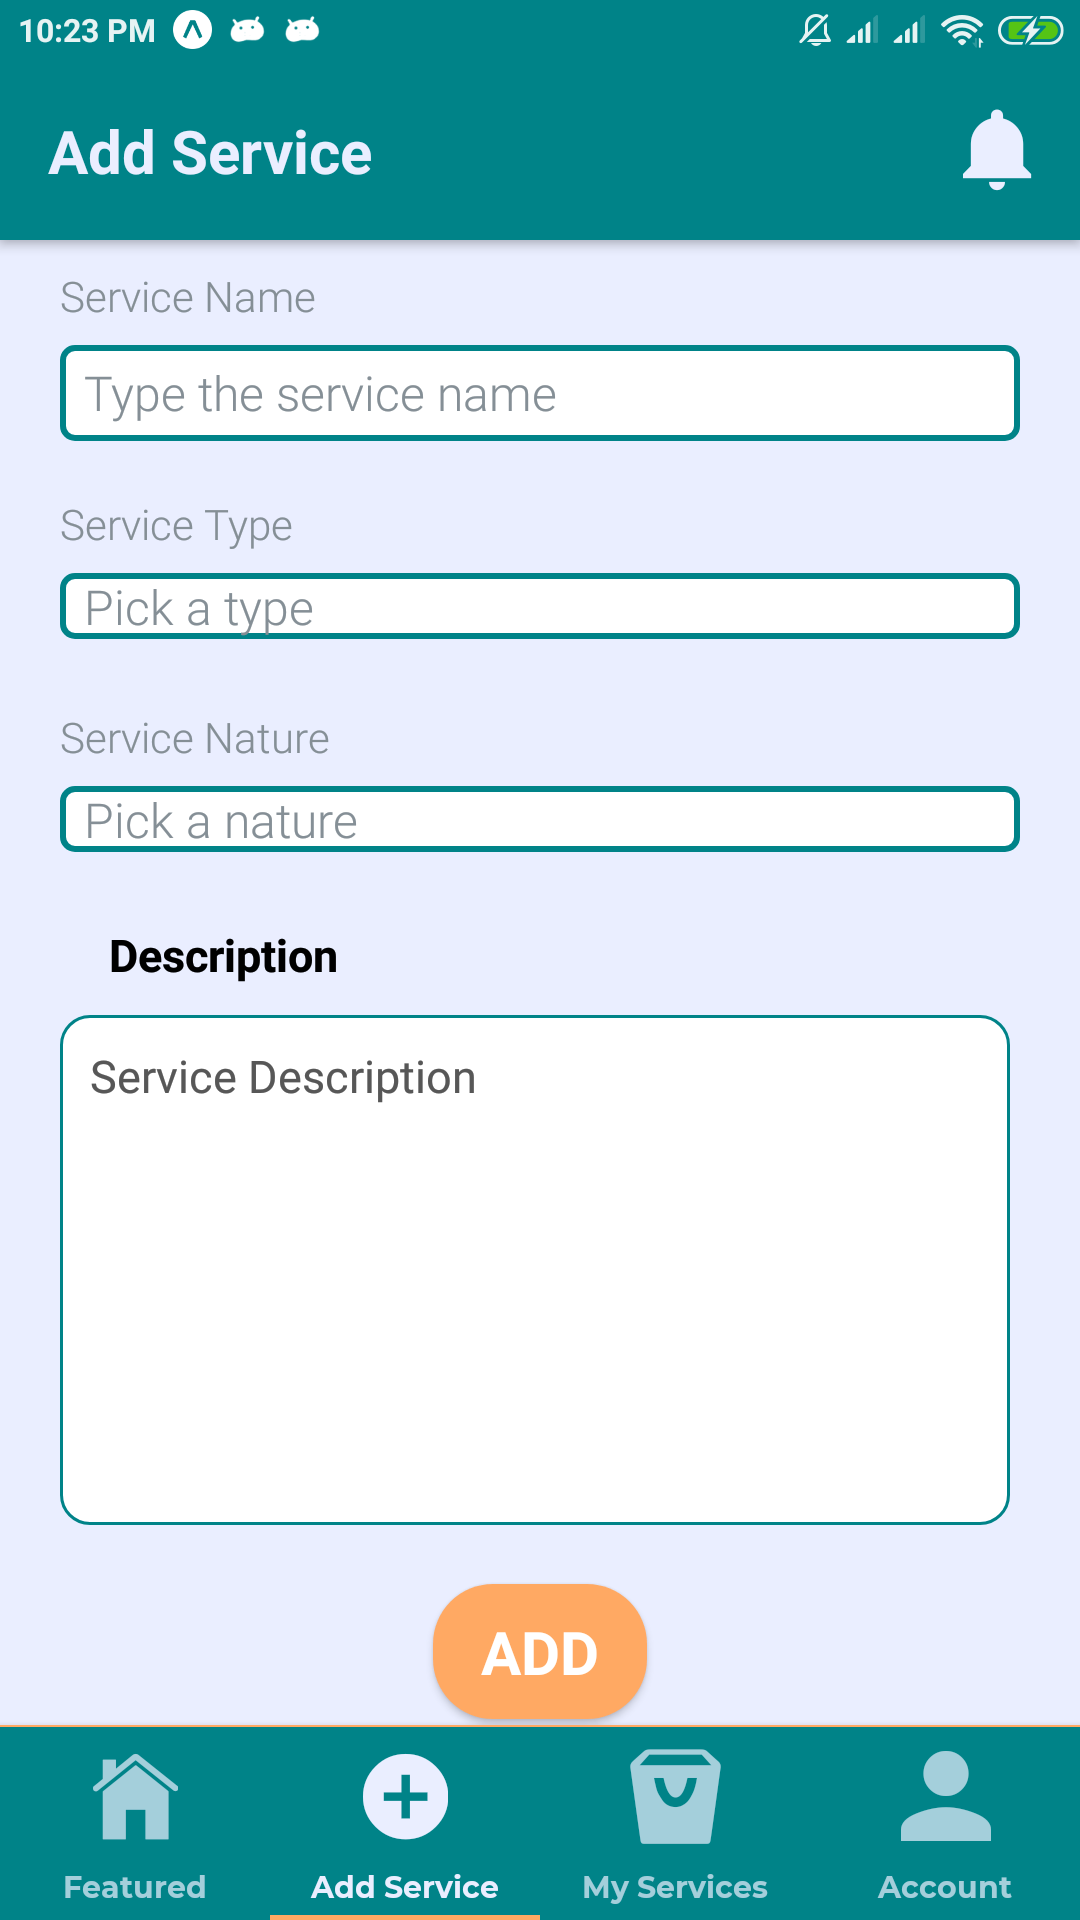 10:23 PM
Add Service
Service Name
Type the service name
Service Type
Pick a type
Service Nature
Pick a nature
Description
Service Description
ADD
Featured
Add Service
My Services
Account